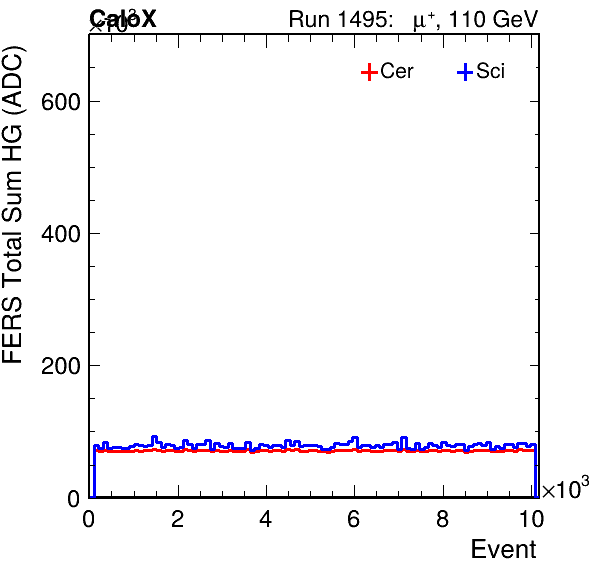 CaloX ×10³ Run 1495: μ⁺, 110 GeV
FERS Total Sum HG (ADC)
Cer Sci
600
400
200
0
0 2 4 6 8 10 ×10³
Event